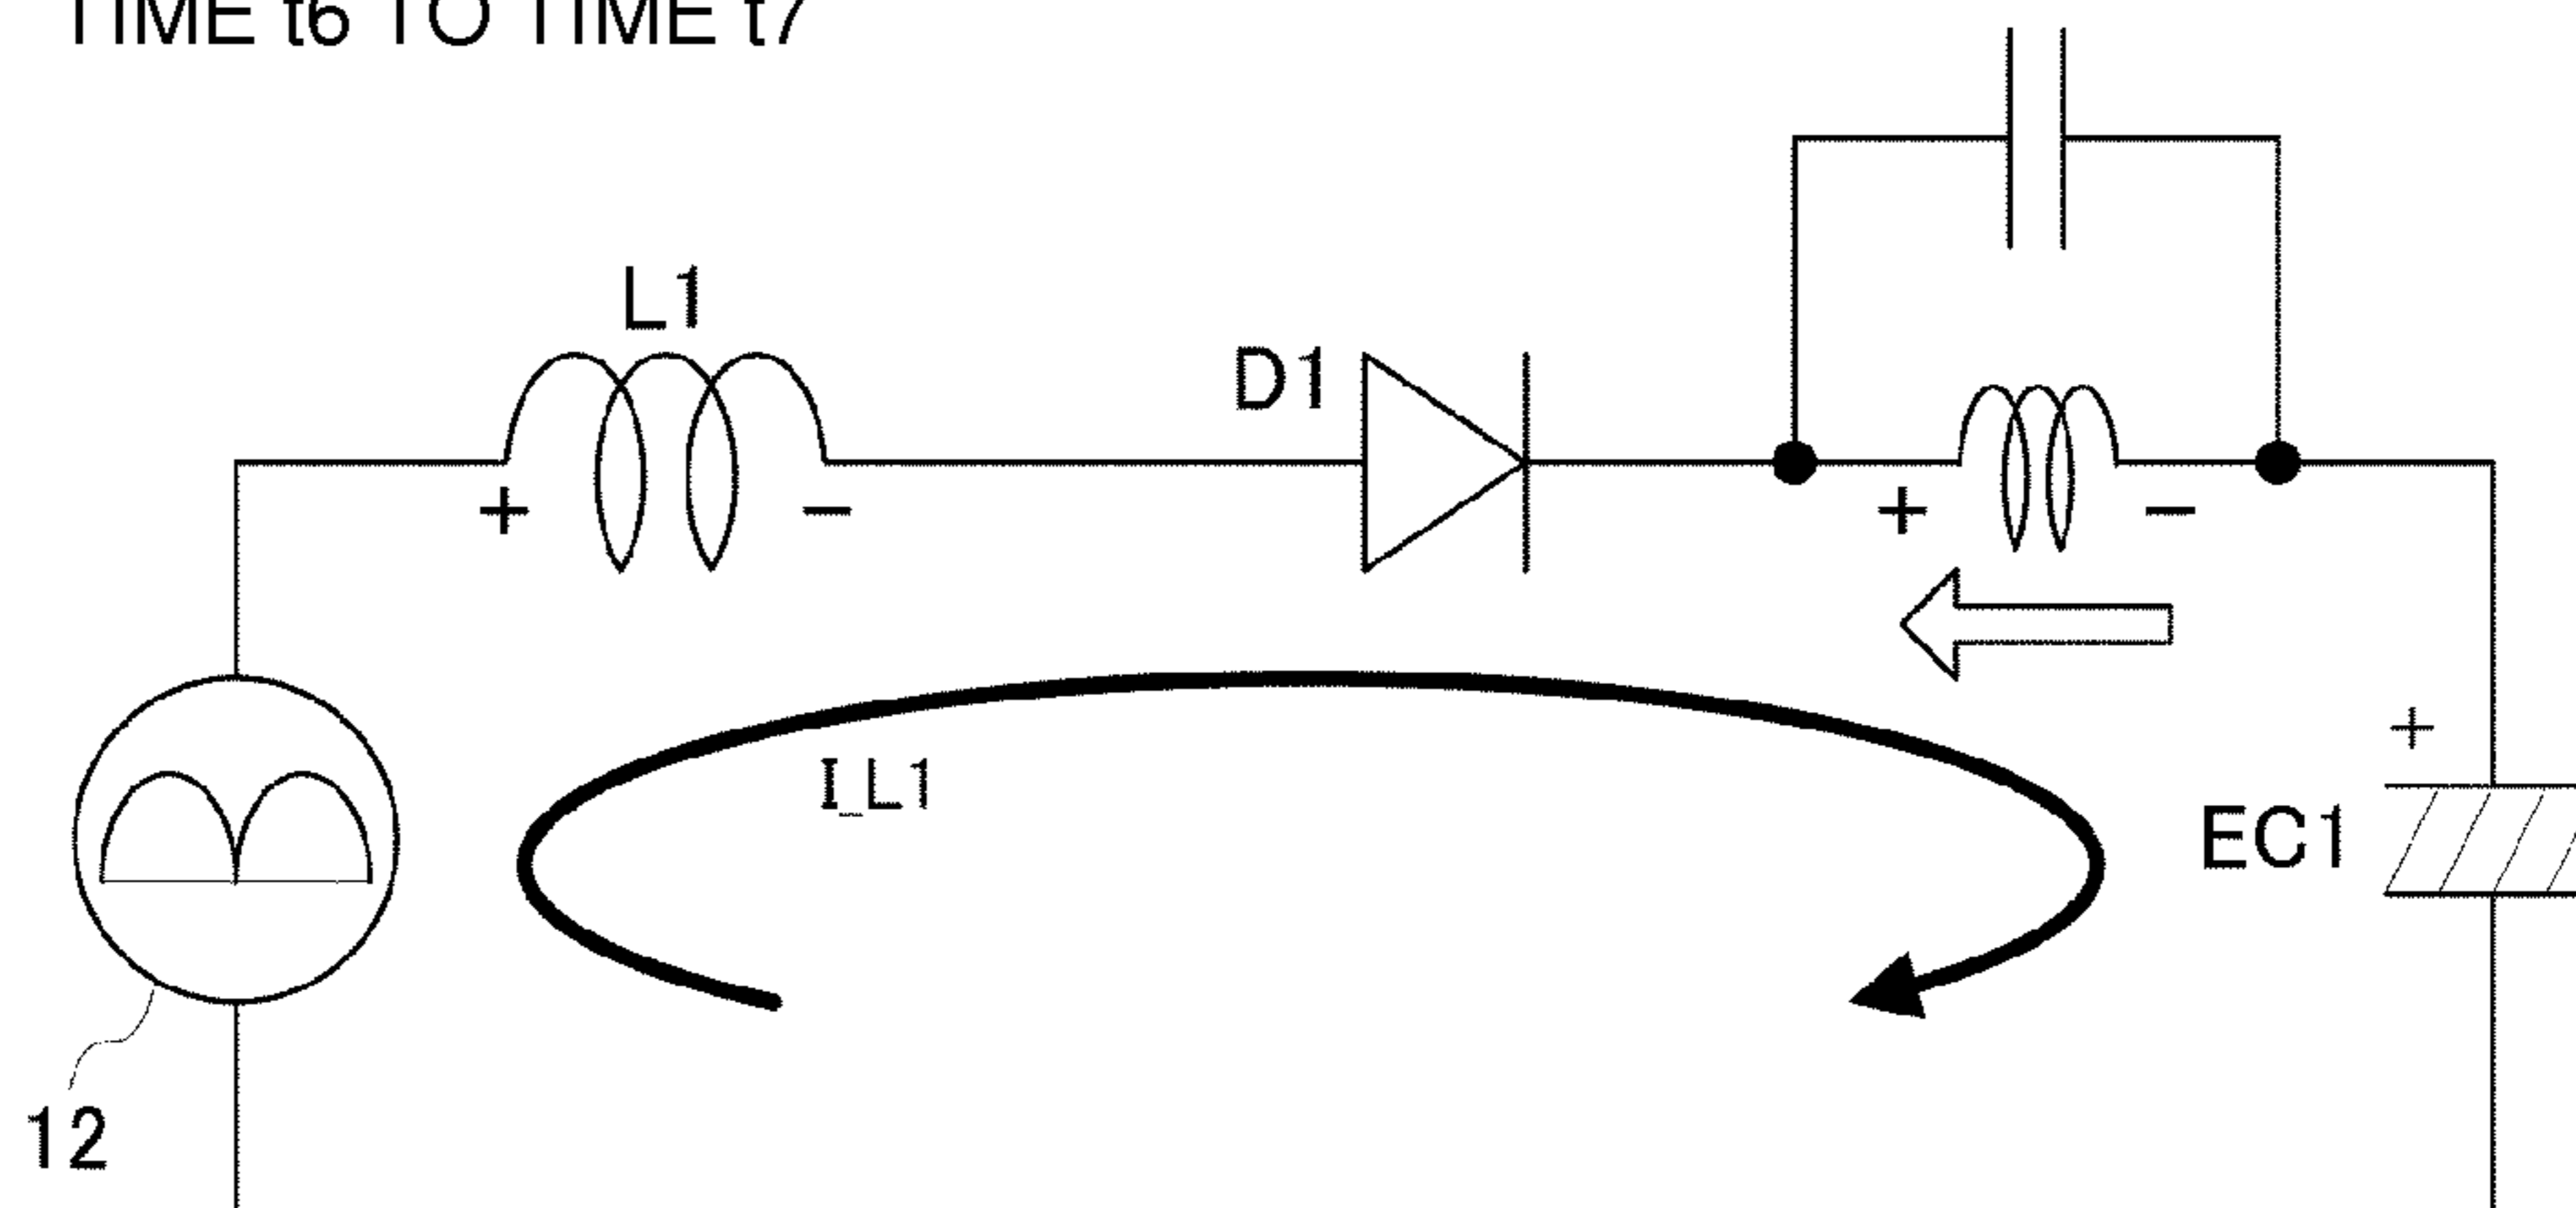 TIME t6 TO TIME t7
L1
D1
+ −
+ −
+
I_L1
EC1
12